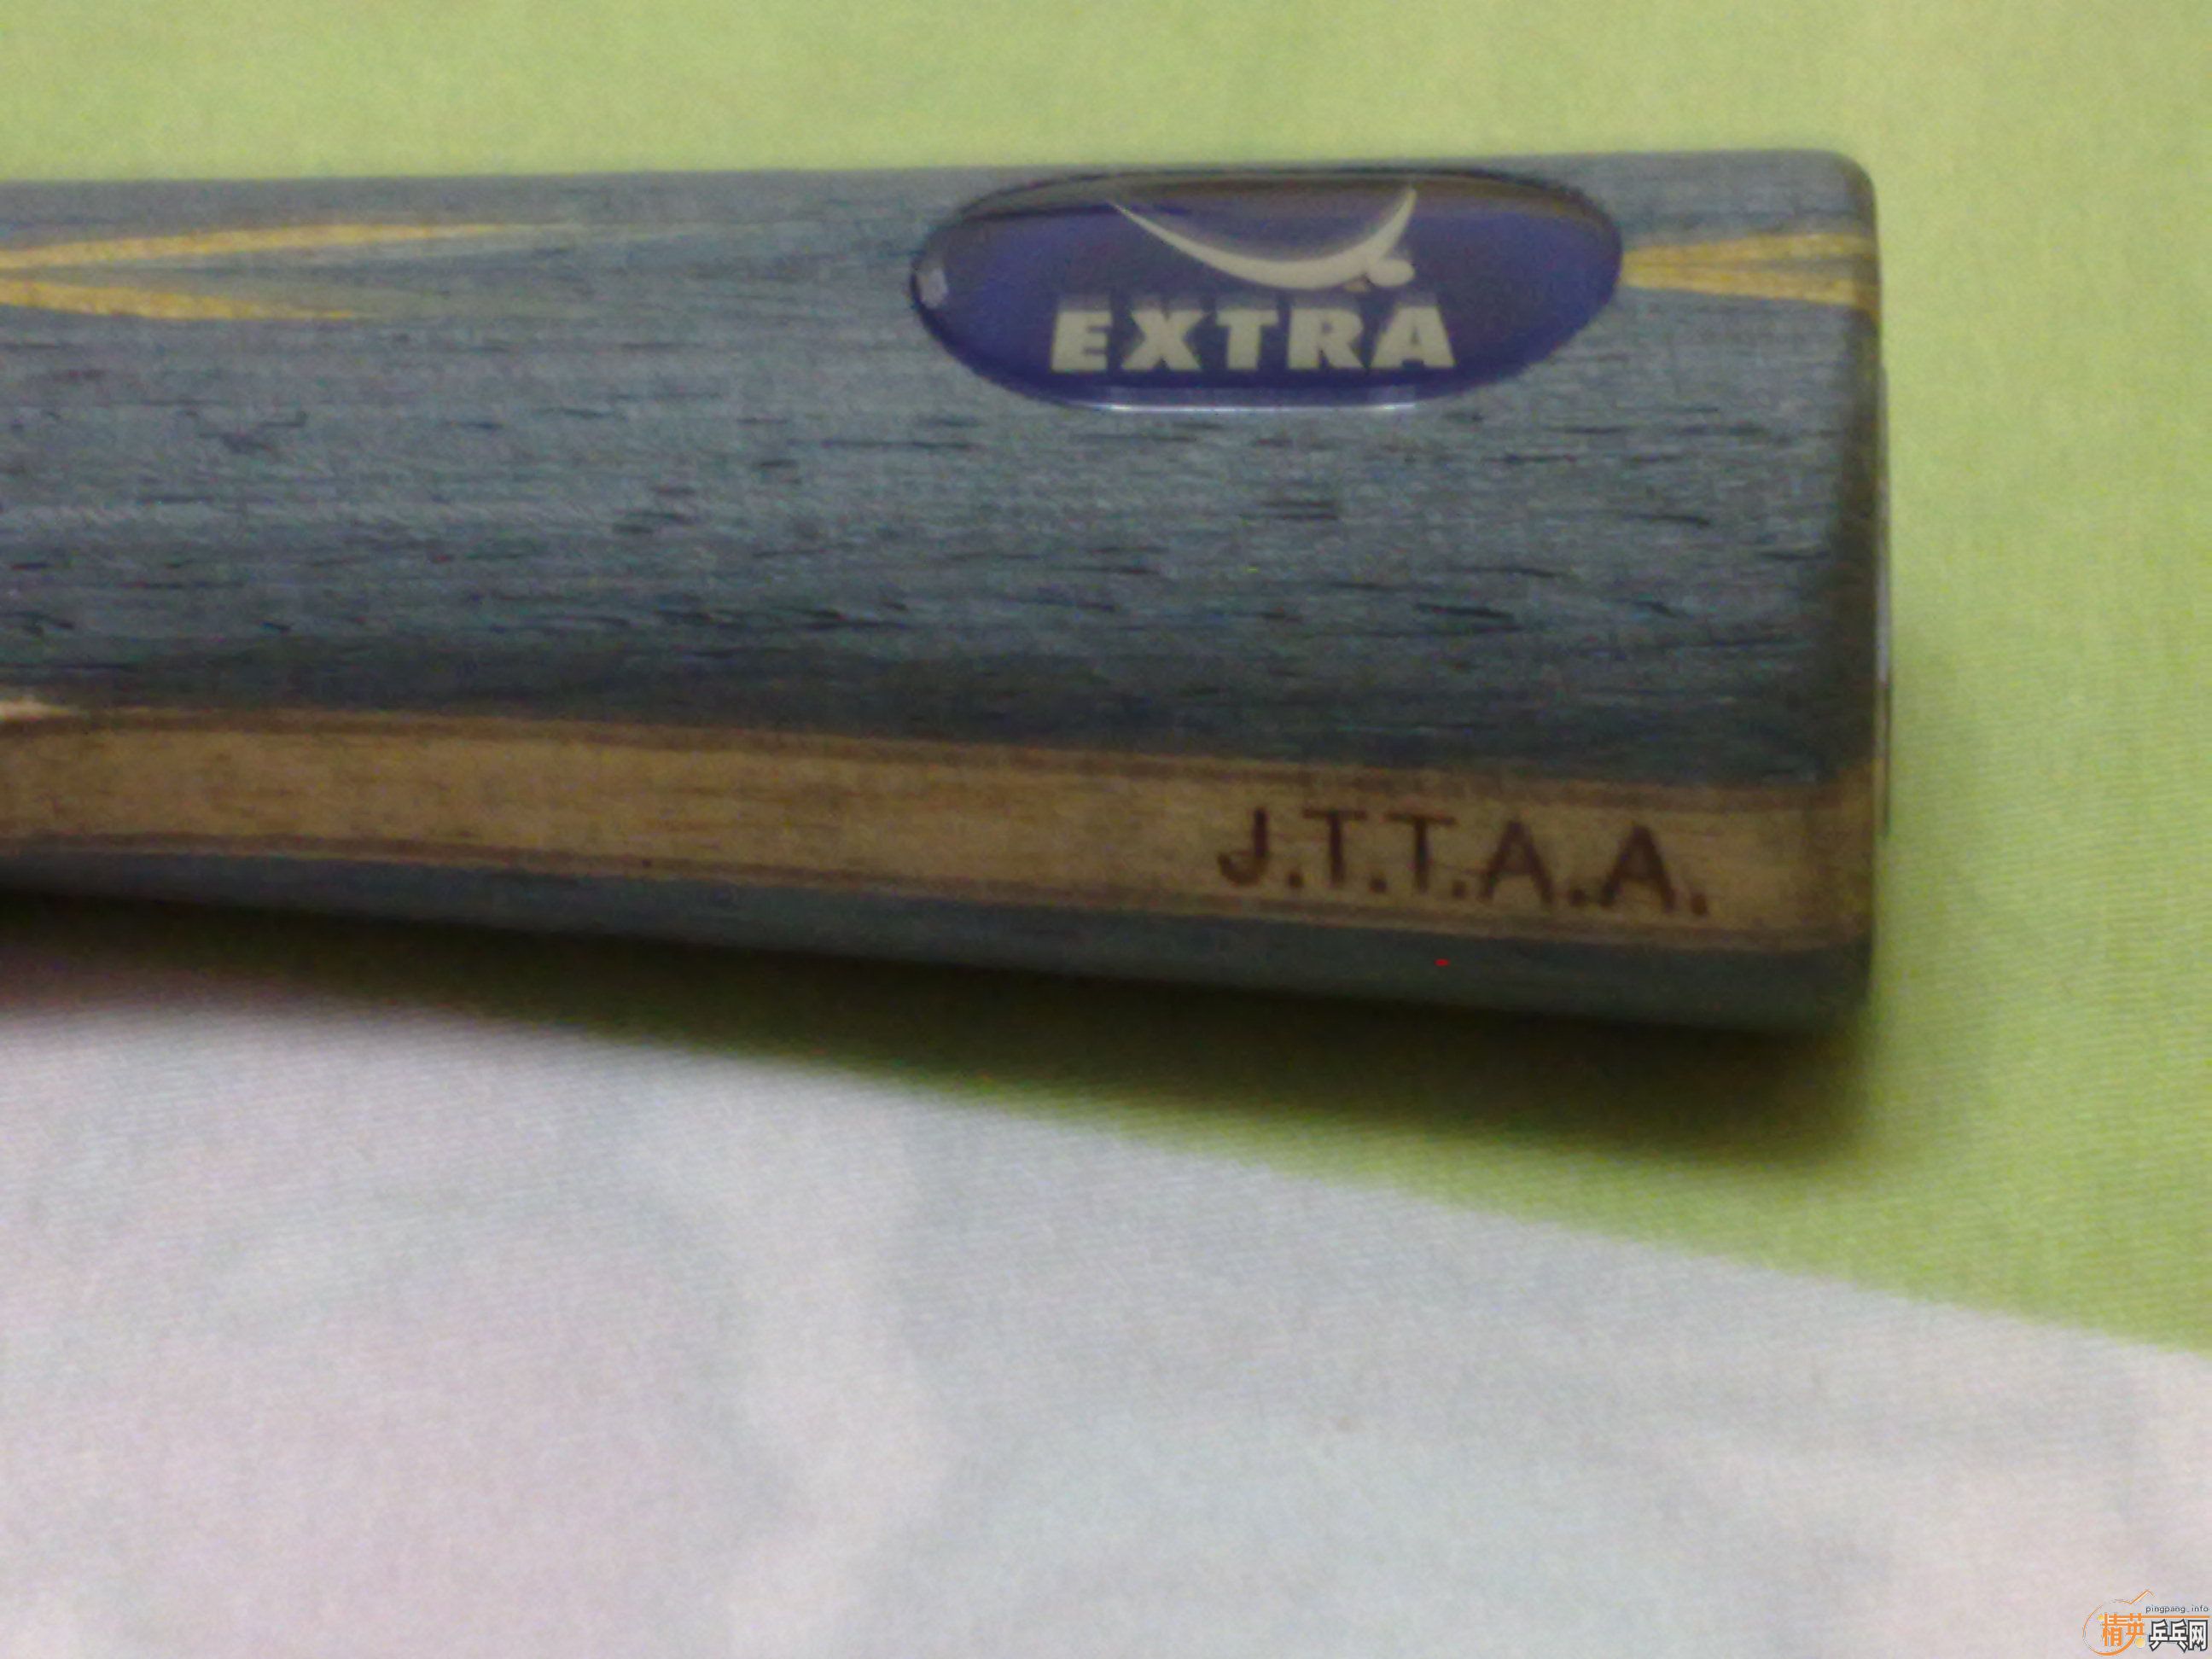 EXTRA
J.T.T.A.A.
pingpang.info
精英乒乓网